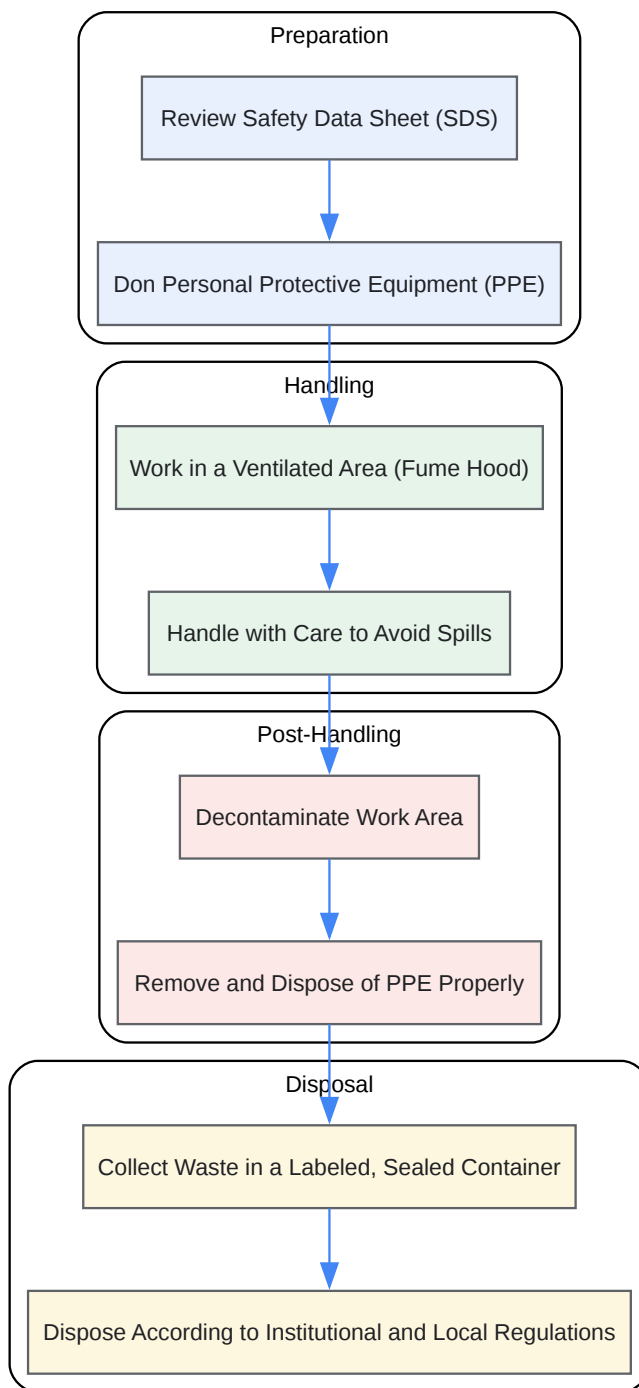 Preparation
Review Safety Data Sheet (SDS)
Don Personal Protective Equipment (PPE)
Handling
Work in a Ventilated Area (Fume Hood)
Handle with Care to Avoid Spills
Post-Handling
Decontaminate Work Area
Remove and Dispose of PPE Properly
Disposal
Collect Waste in a Labeled, Sealed Container
Dispose According to Institutional and Local Regulations